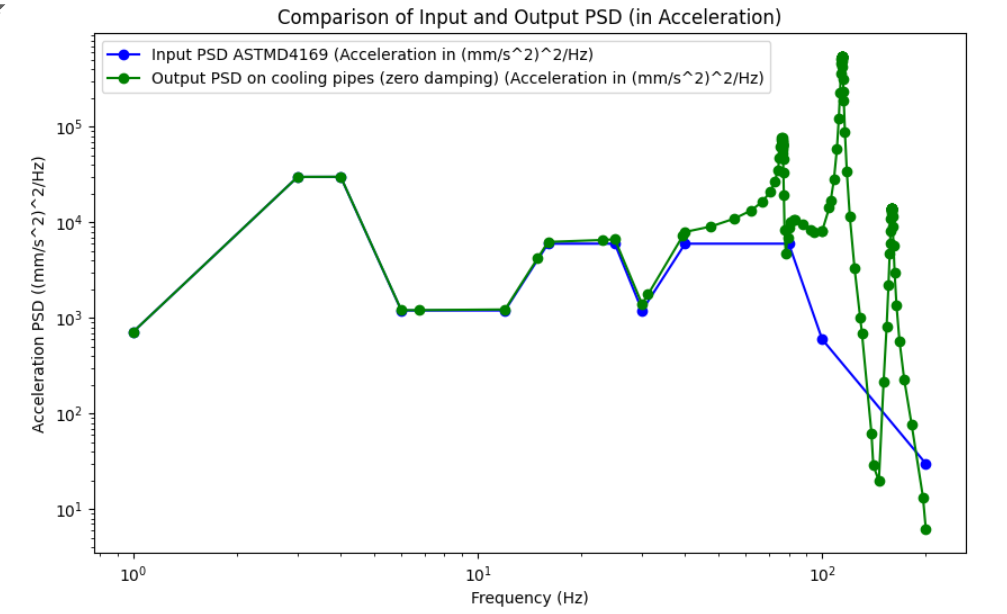 Comparison of Input and Output PSD (in Acceleration)
Input PSD ASTMD4169 (Acceleration in (mm/s^2)^2/Hz)
Output PSD on cooling pipes (zero damping) (Acceleration in (mm/s^2)^2/Hz)
Acceleration PSD ((mm/s^2)^2/Hz)
10^5
10^4
10^3
10^2
10^1
10^0
10^1
10^2
Frequency (Hz)